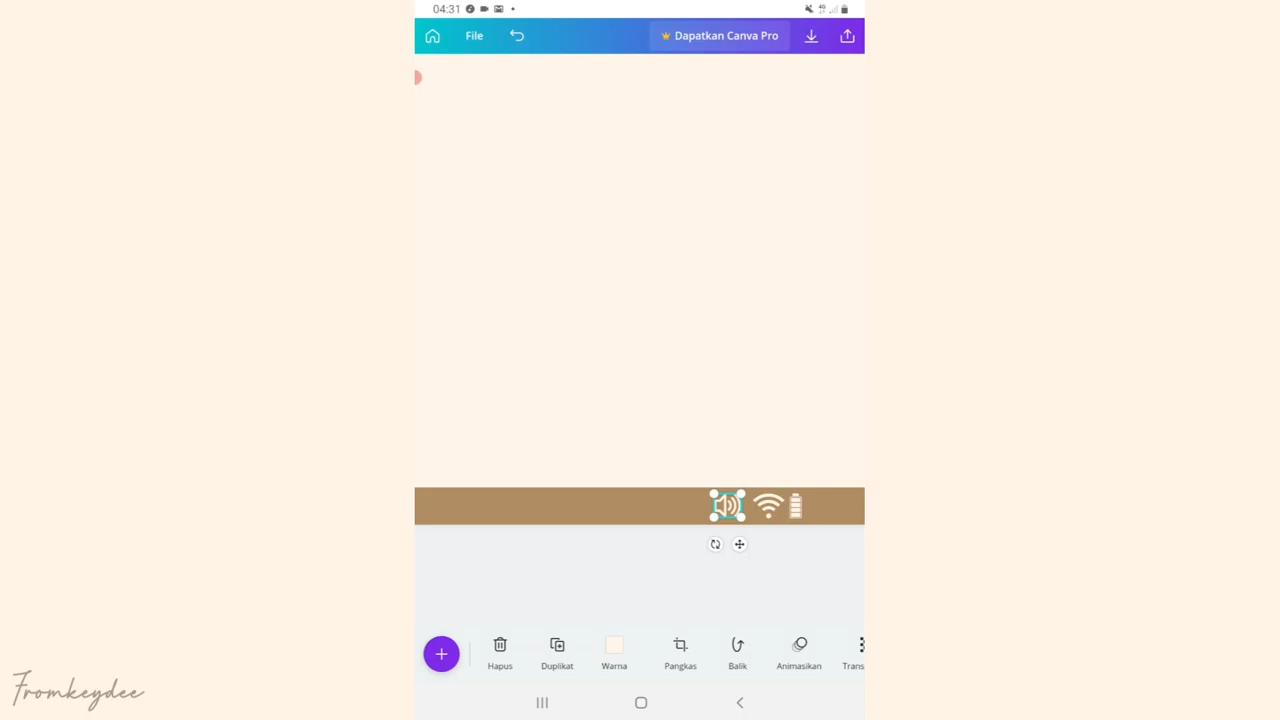 04:31
File
Dapatkan Canva Pro
Hapus
Duplikat
Warna
Pangkas
Balik
Animasikan
Trans
Fromkeydee